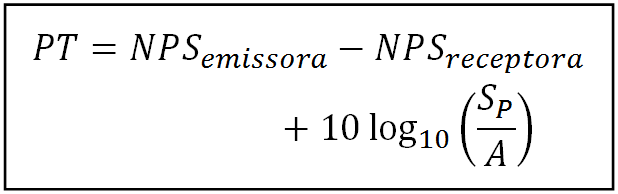 PT = NPS_emissora − NPS_receptora
+ 10 log_10 (S_P/A)